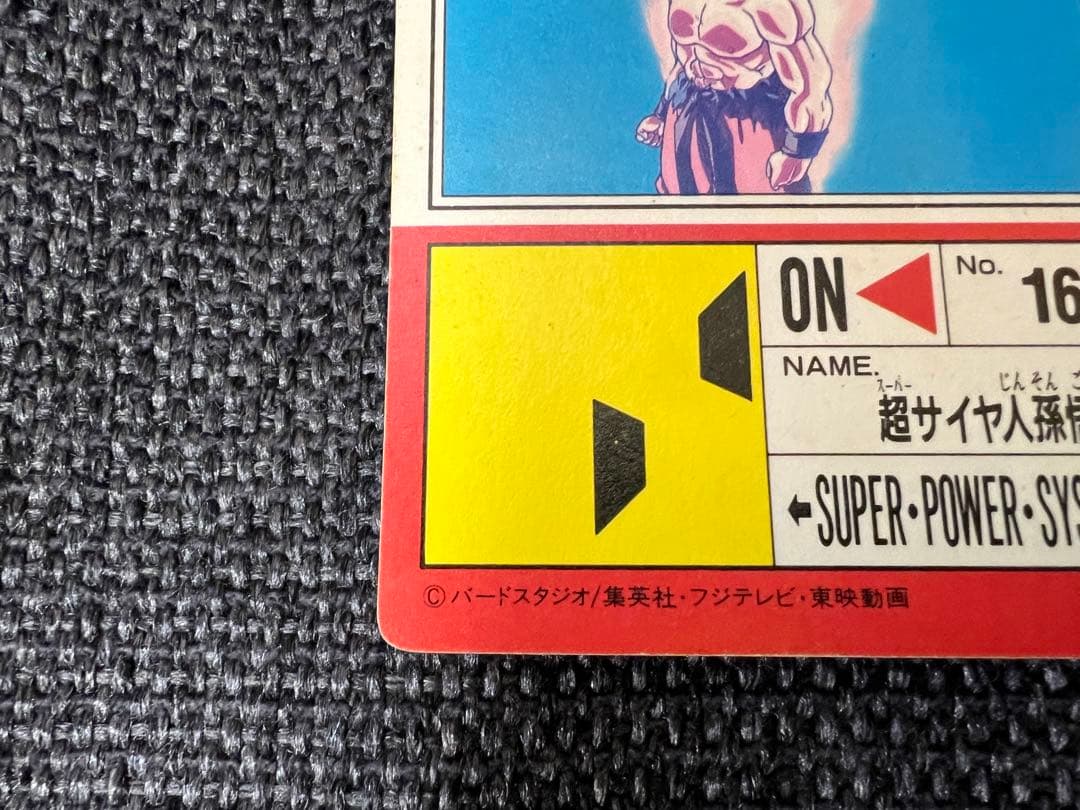 ON
No.
16
NAME.
スーパー じんそん
超サイヤ人孫悟
SUPER・POWER・SYS
© バードスタジオ/集英社・フジテレビ・東映動画